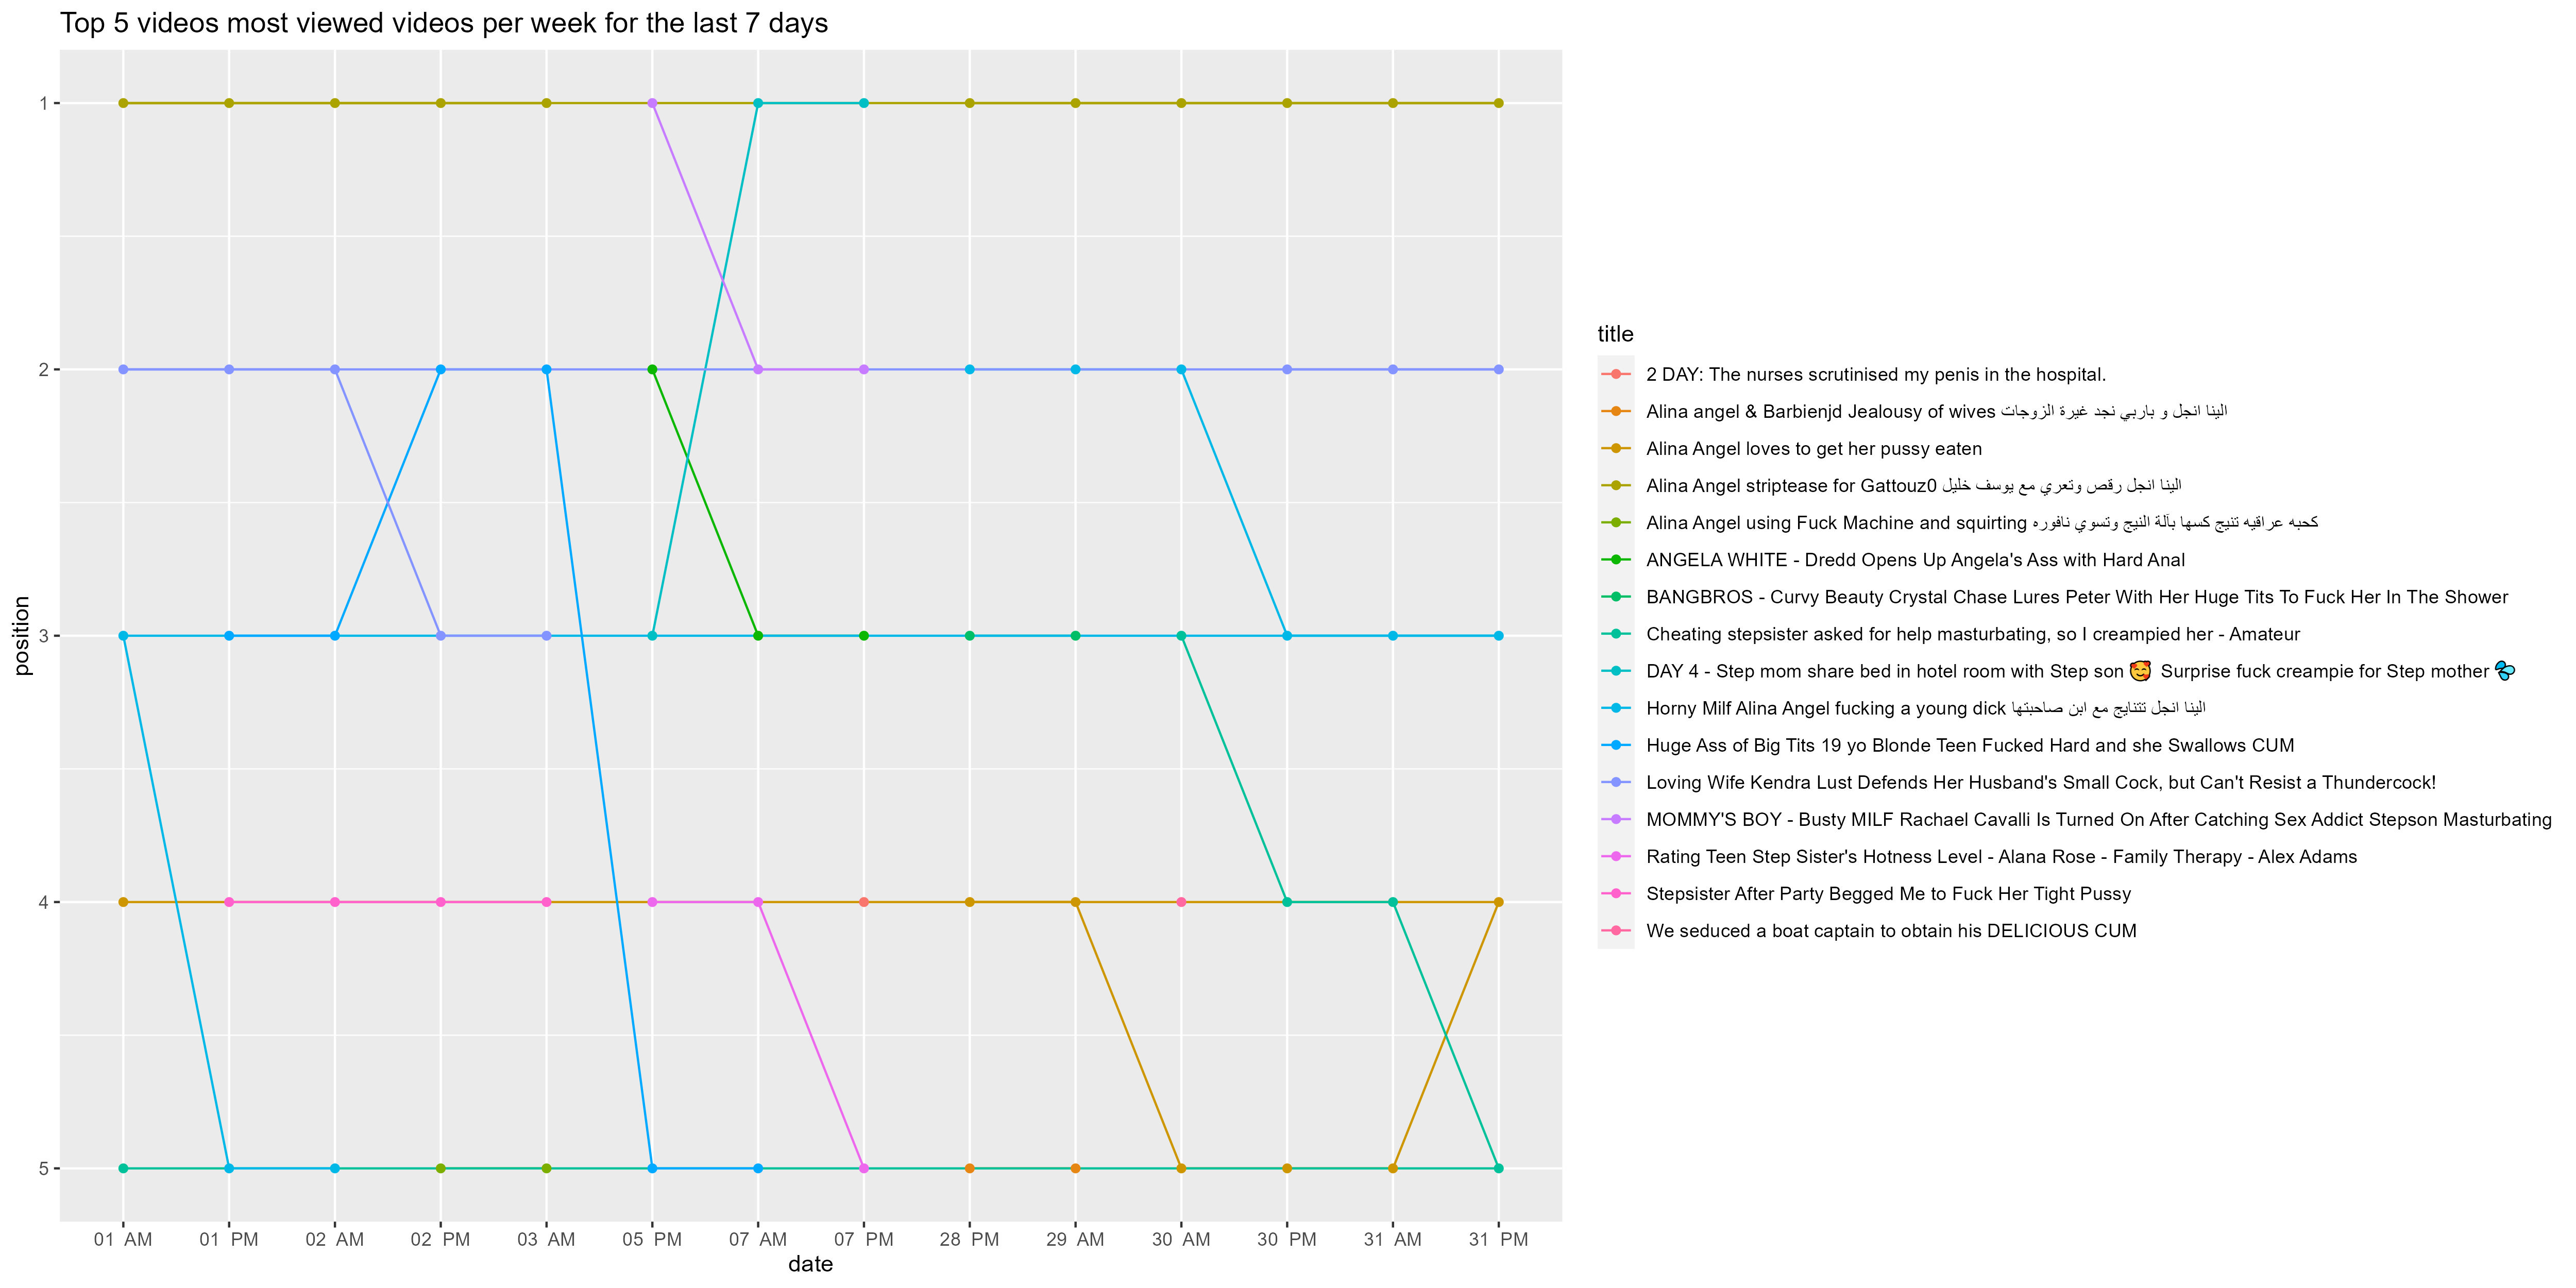 Top 5 videos most viewed videos per week for the last 7 days
1
2
3
4
5
position
01 AM 01 PM 02 AM 02 PM 03 AM 05 PM 07 AM 07 PM 28 PM 29 AM 30 AM 30 PM 31 AM 31 PM
date
title
2 DAY: The nurses scrutinised my penis in the hospital.
Alina angel & Barbienjd Jealousy of wives الينا انجل و باربي نجد غيرة الزوجات
Alina Angel loves to get her pussy eaten
Alina Angel striptease for Gattouz0 الينا انجل رقص وتعري مع يوسف خليل
Alina Angel using Fuck Machine and squirting كحبه عراقيه تنيج كسها بآلة النيج وتسوي نافوره
ANGELA WHITE - Dredd Opens Up Angela's Ass with Hard Anal
BANGBROS - Curvy Beauty Crystal Chase Lures Peter With Her Huge Tits To Fuck Her In The Shower
Cheating stepsister asked for help masturbating, so I creampied her - Amateur
DAY 4 - Step mom share bed in hotel room with Step son 🥰 Surprise fuck creampie for Step mother 💦
Horny Milf Alina Angel fucking a young dick الينا انجل تتنايج مع ابن صاحبتها
Huge Ass of Big Tits 19 yo Blonde Teen Fucked Hard and she Swallows CUM
Loving Wife Kendra Lust Defends Her Husband's Small Cock, but Can't Resist a Thundercock!
MOMMY'S BOY - Busty MILF Rachael Cavalli Is Turned On After Catching Sex Addict Stepson Masturbating
Rating Teen Step Sister's Hotness Level - Alana Rose - Family Therapy - Alex Adams
Stepsister After Party Begged Me to Fuck Her Tight Pussy
We seduced a boat captain to obtain his DELICIOUS CUM